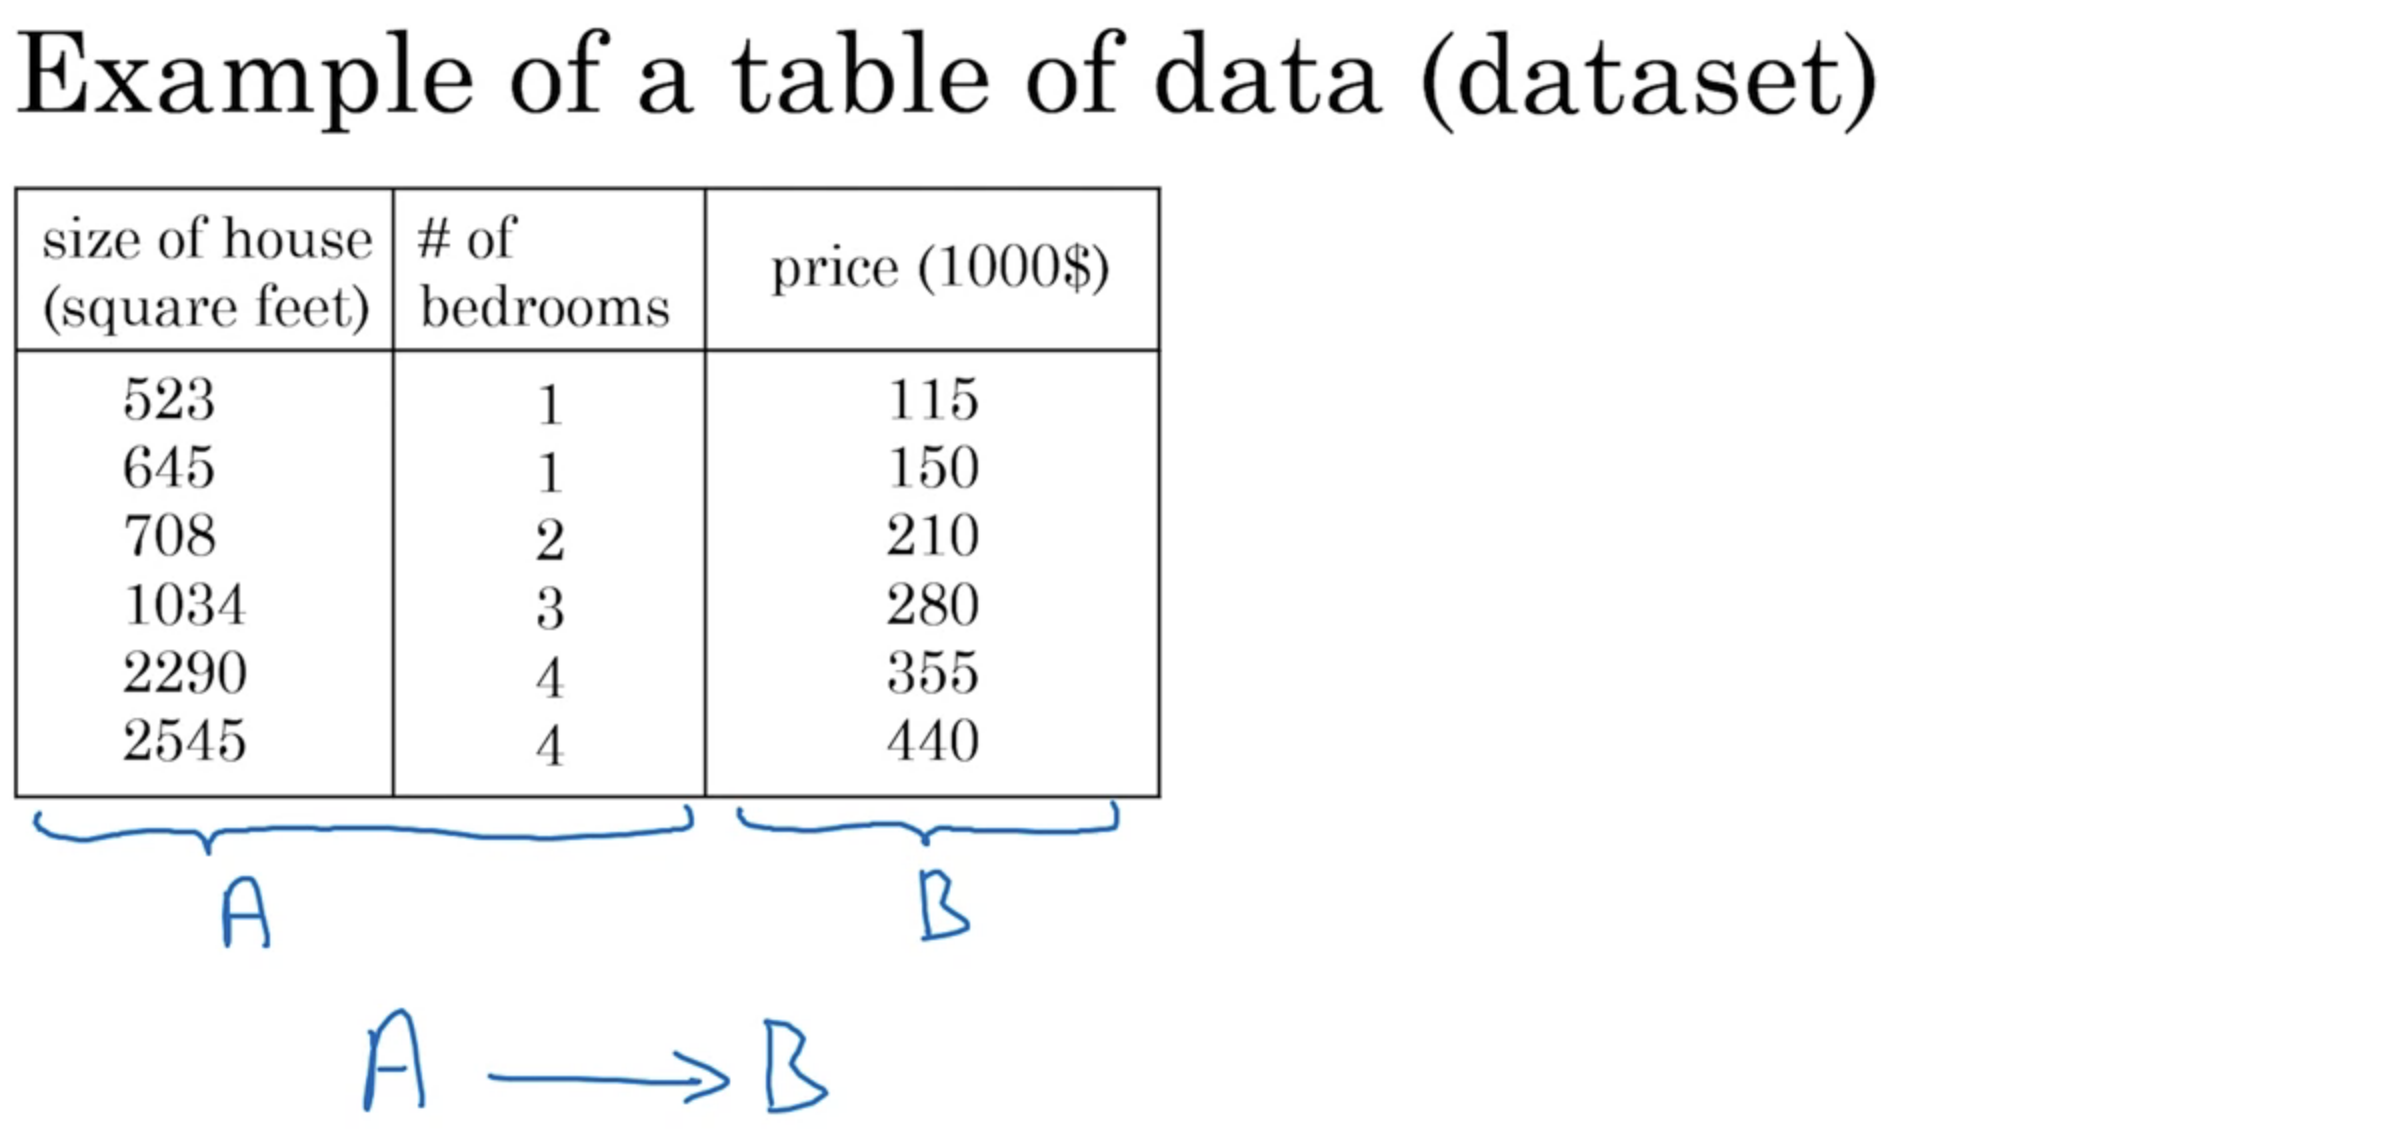 Example of a table of data (dataset)
size of house (square feet) # of bedrooms price (1000$)
523 1 115
645 1 150
708 2 210
1034 3 280
2290 4 355
2545 4 440
A B
A → B